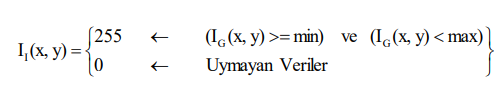 255 ← (I_G(x, y) >= min) ve (I_G(x, y) < max)
I_I(x, y) =
0 ← Uymayan Veriler